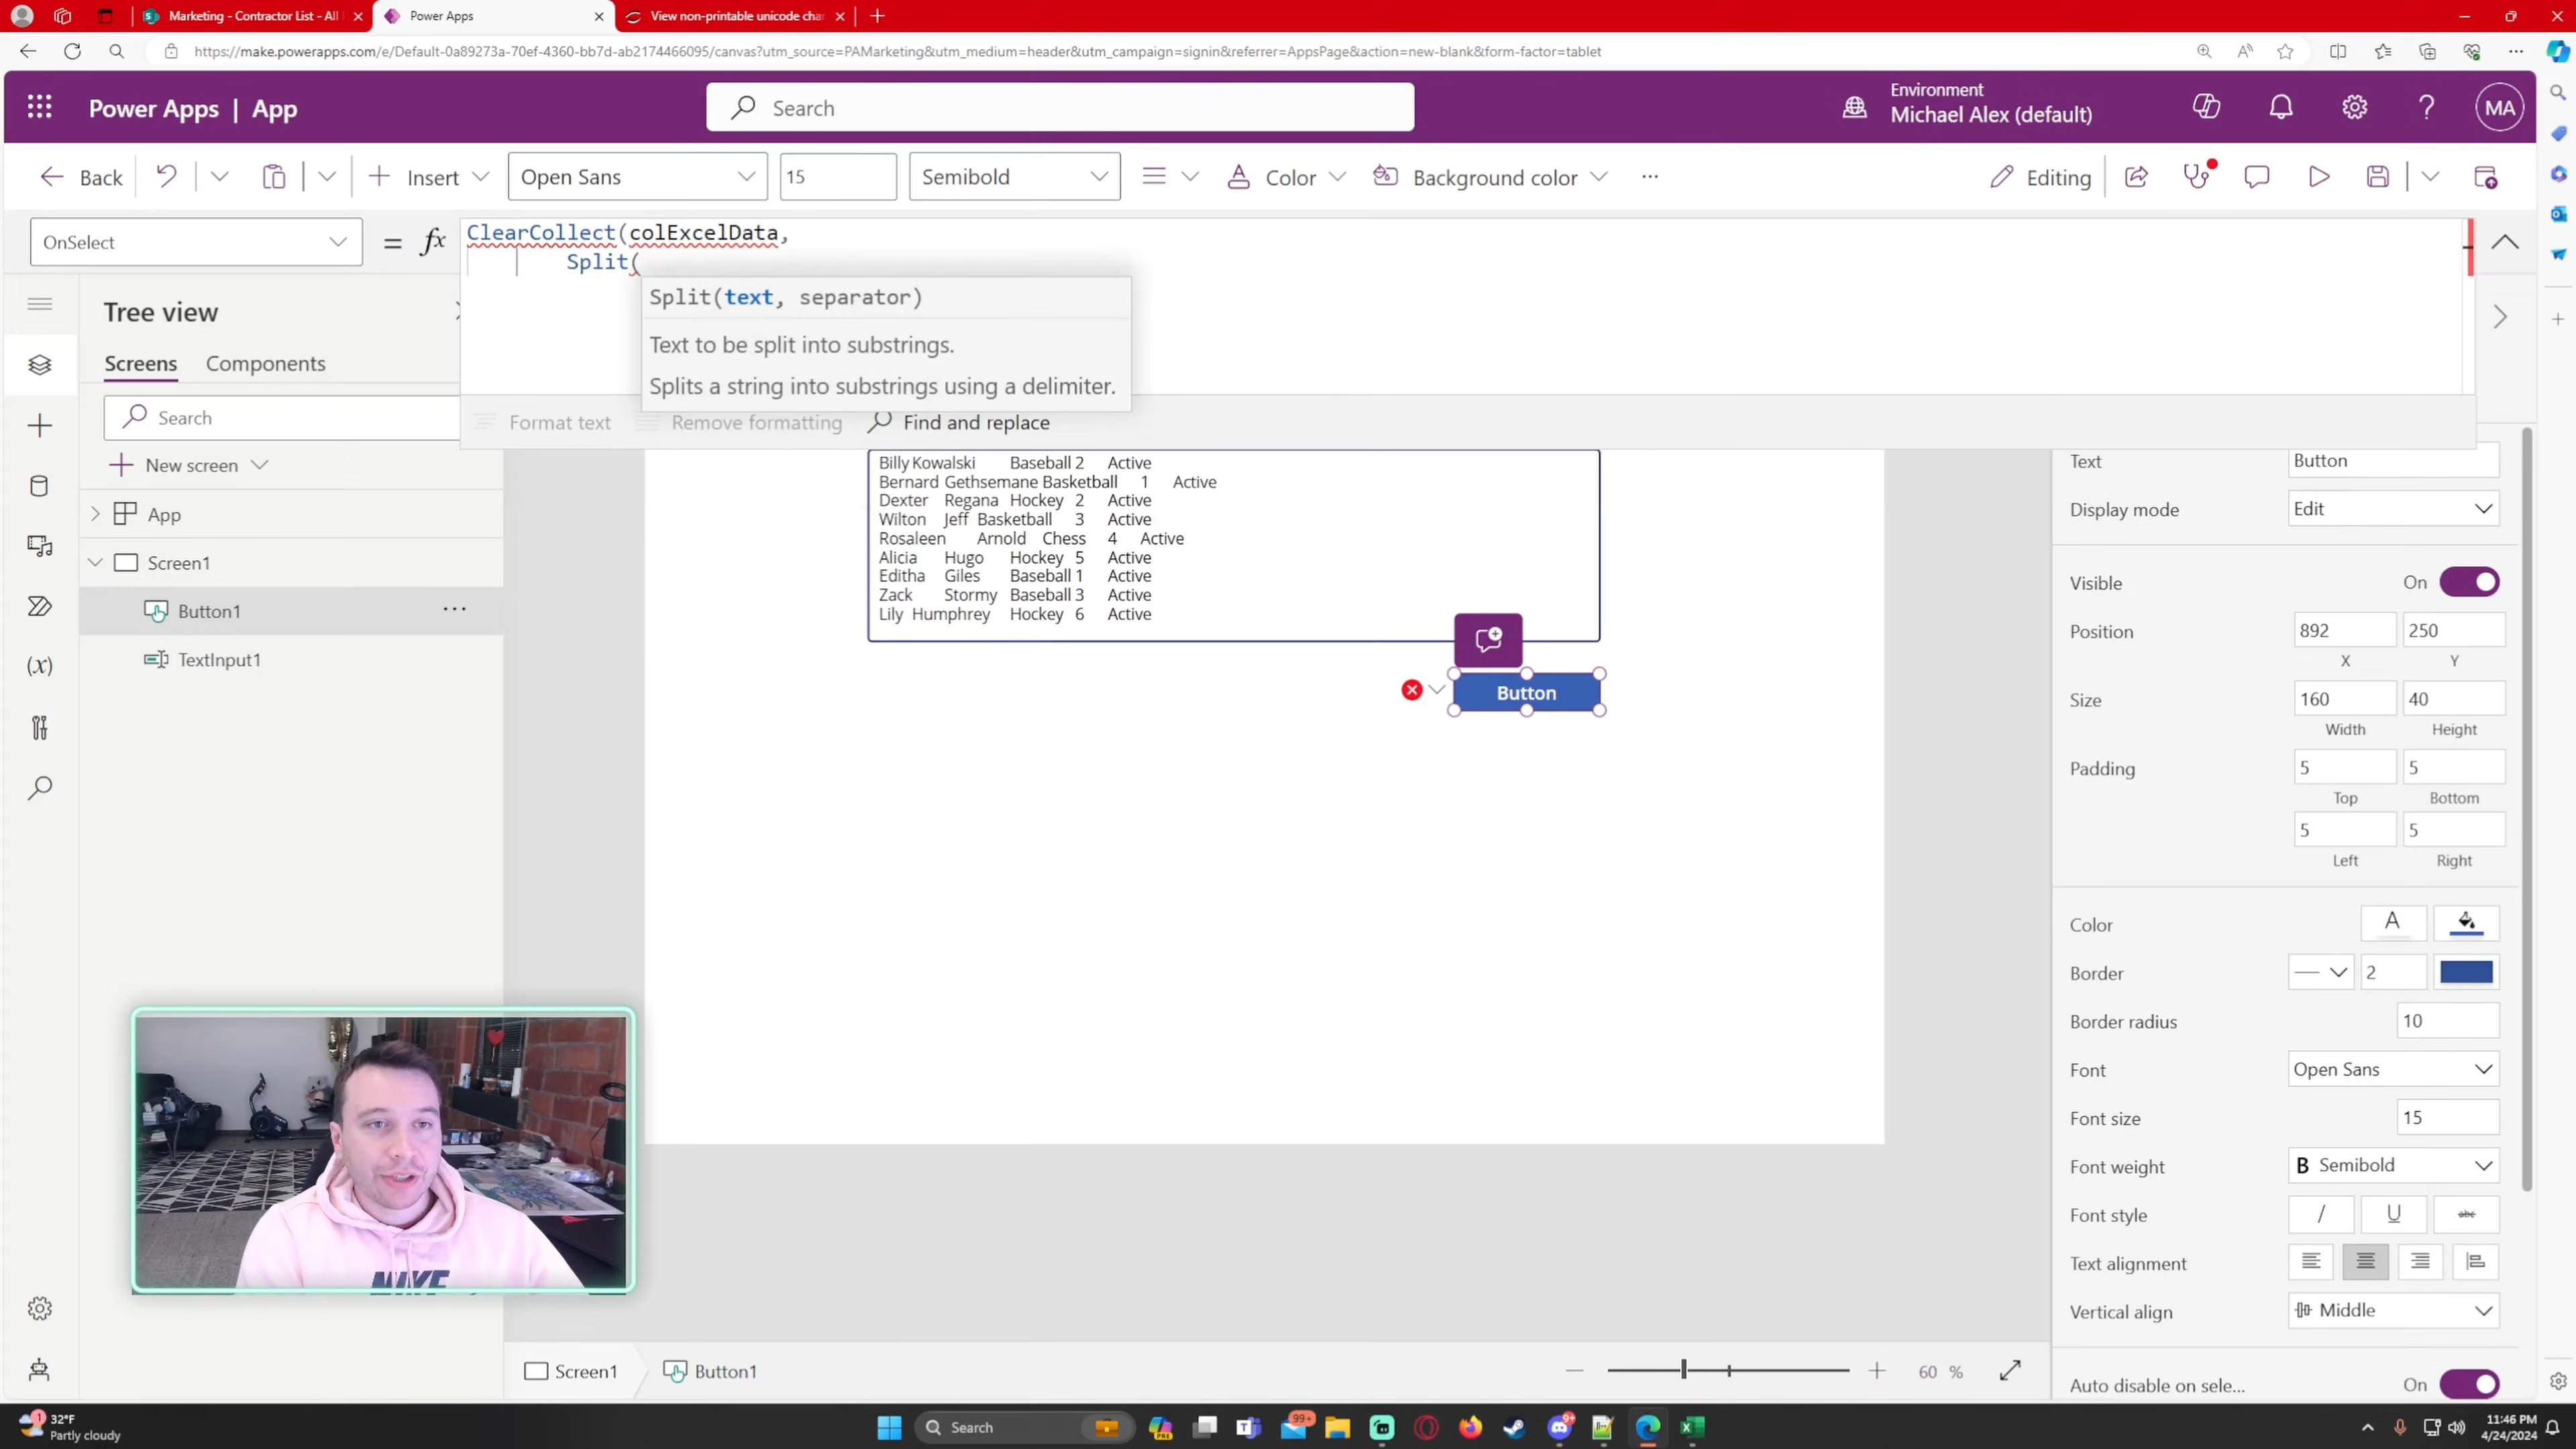 Marketing - Contractor List - All
Power Apps
View non-printable unicode cha
https://make.powerapps.com/e/Default-0a89273a-70ef-4360-bb7d-ab2174466095/canvas?utm_source=PAMarketing&utm_medium=header&utm_campaign=signin&referrer=AppsPage&action=new-blank&form-factor=tablet
Power Apps | App
Search
Environment
Michael Alex (default)
MA
Back
Insert
Open Sans
15
Semibold
Color
Background color
Editing
OnSelect
= fx
ClearCollect(colExcelData,
Split(
Split(text, separator)
Text to be split into substrings.
Splits a string into substrings using a delimiter.
Format text
Remove formatting
Find and replace
Tree view
Screens
Components
Search
New screen
App
Screen1
Button1
TextInput1
Billy Kowalski Baseball 2 Active
Bernard Gethsemane Basketball 1 Active
Dexter Regana Hockey 2 Active
Wilton Jeff Basketball 3 Active
Rosaleen Arnold Chess 4 Active
Alicia Hugo Hockey 5 Active
Editha Giles Baseball 1 Active
Zack Stormy Baseball 3 Active
Lily Humphrey Hockey 6 Active
Button
Text
Button
Display mode
Edit
Visible
On
Position
892
250
X
Y
Size
160
40
Width
Height
Padding
5
5
Top
Bottom
5
5
Left
Right
Color
A
Border
2
Border radius
10
Font
Open Sans
Font size
15
Font weight
B Semibold
Font style
/ U abc
Text alignment
Vertical align
Middle
Auto disable on sele...
On
NIKE
Screen1
Button1
60 %
1
32°F
Partly cloudy
Search
PRE
99+
9+
11:46 PM
4/24/2024